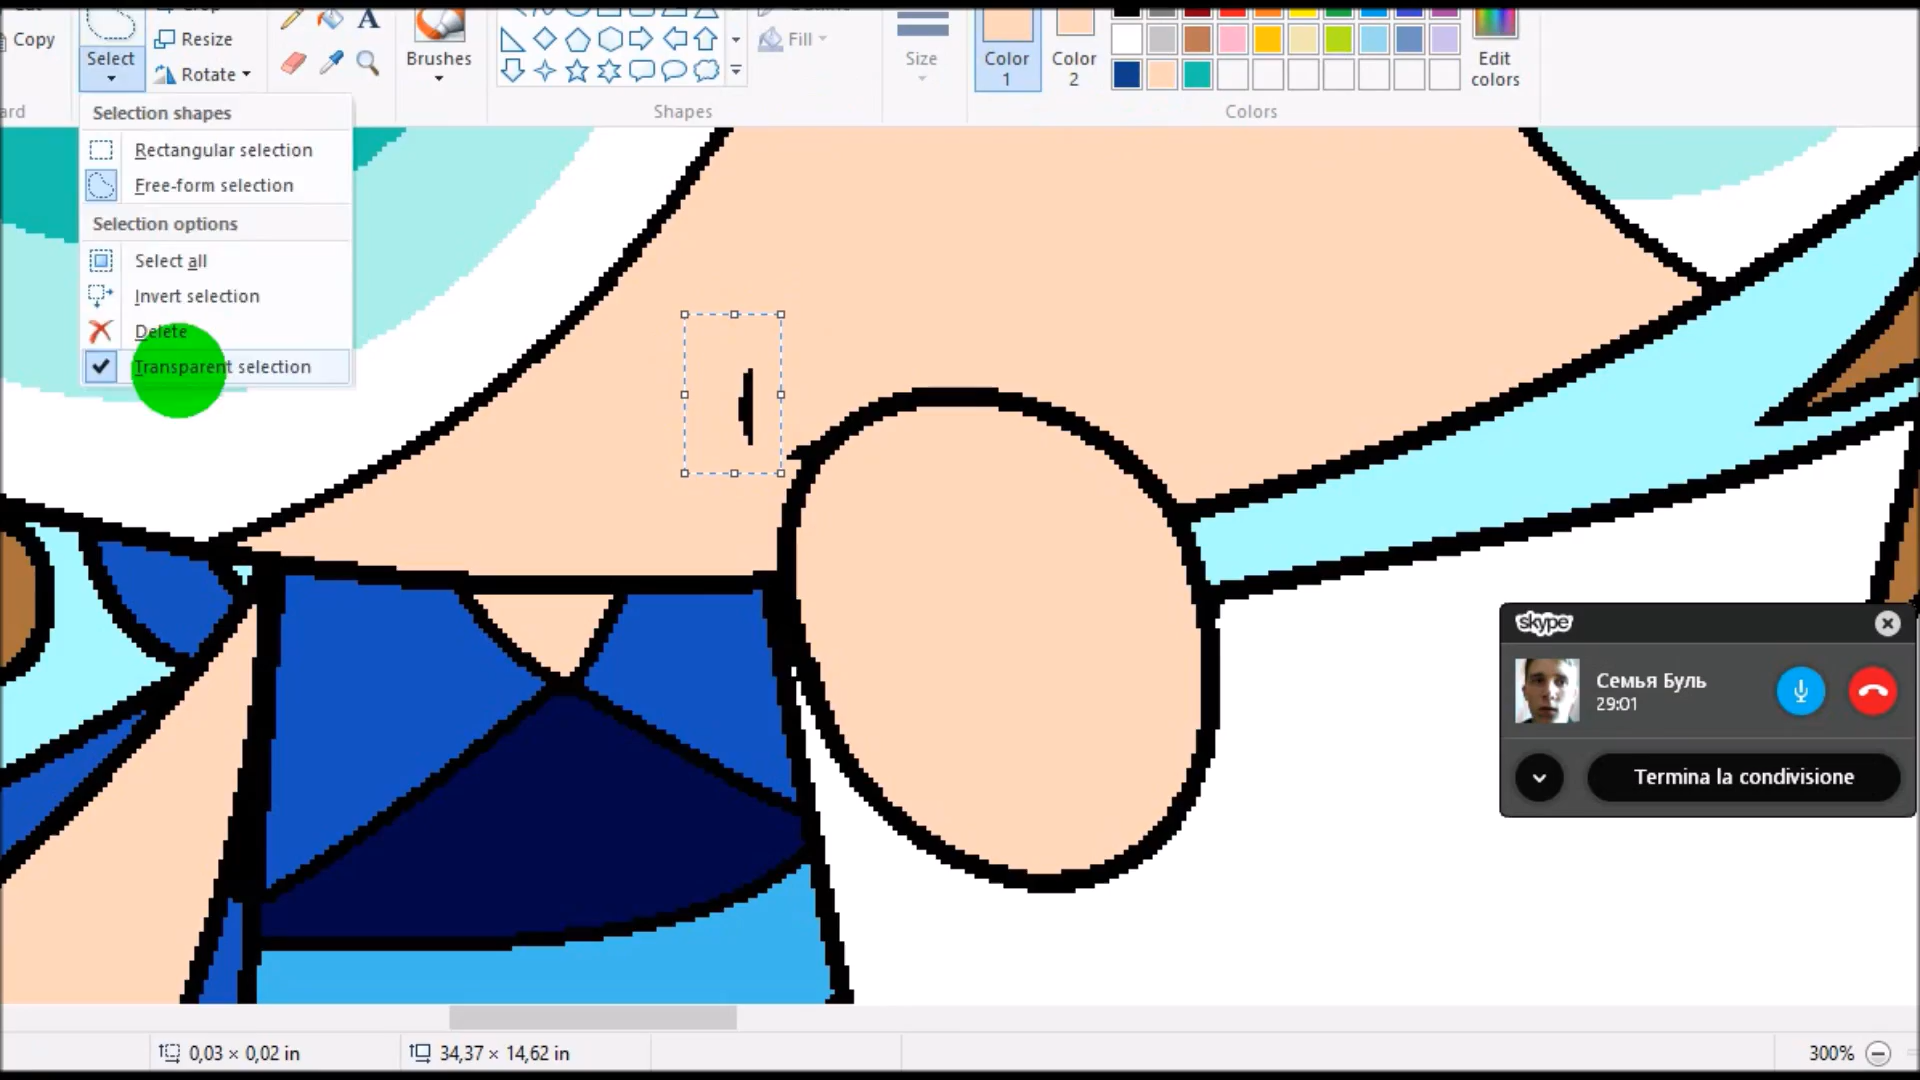 Copy
Select
Resize
Rotate
A
Brushes
Fill
Size
Color 1
Color 2
Edit colors
ard
Shapes
Colors
Selection shapes
Rectangular selection
Free-form selection
Selection options
Select all
Invert selection
Delete
Transparent selection
skype
Семья Буль
29:01
Termina la condivisione
0,03 × 0,02 in
34,37 × 14,62 in
300%